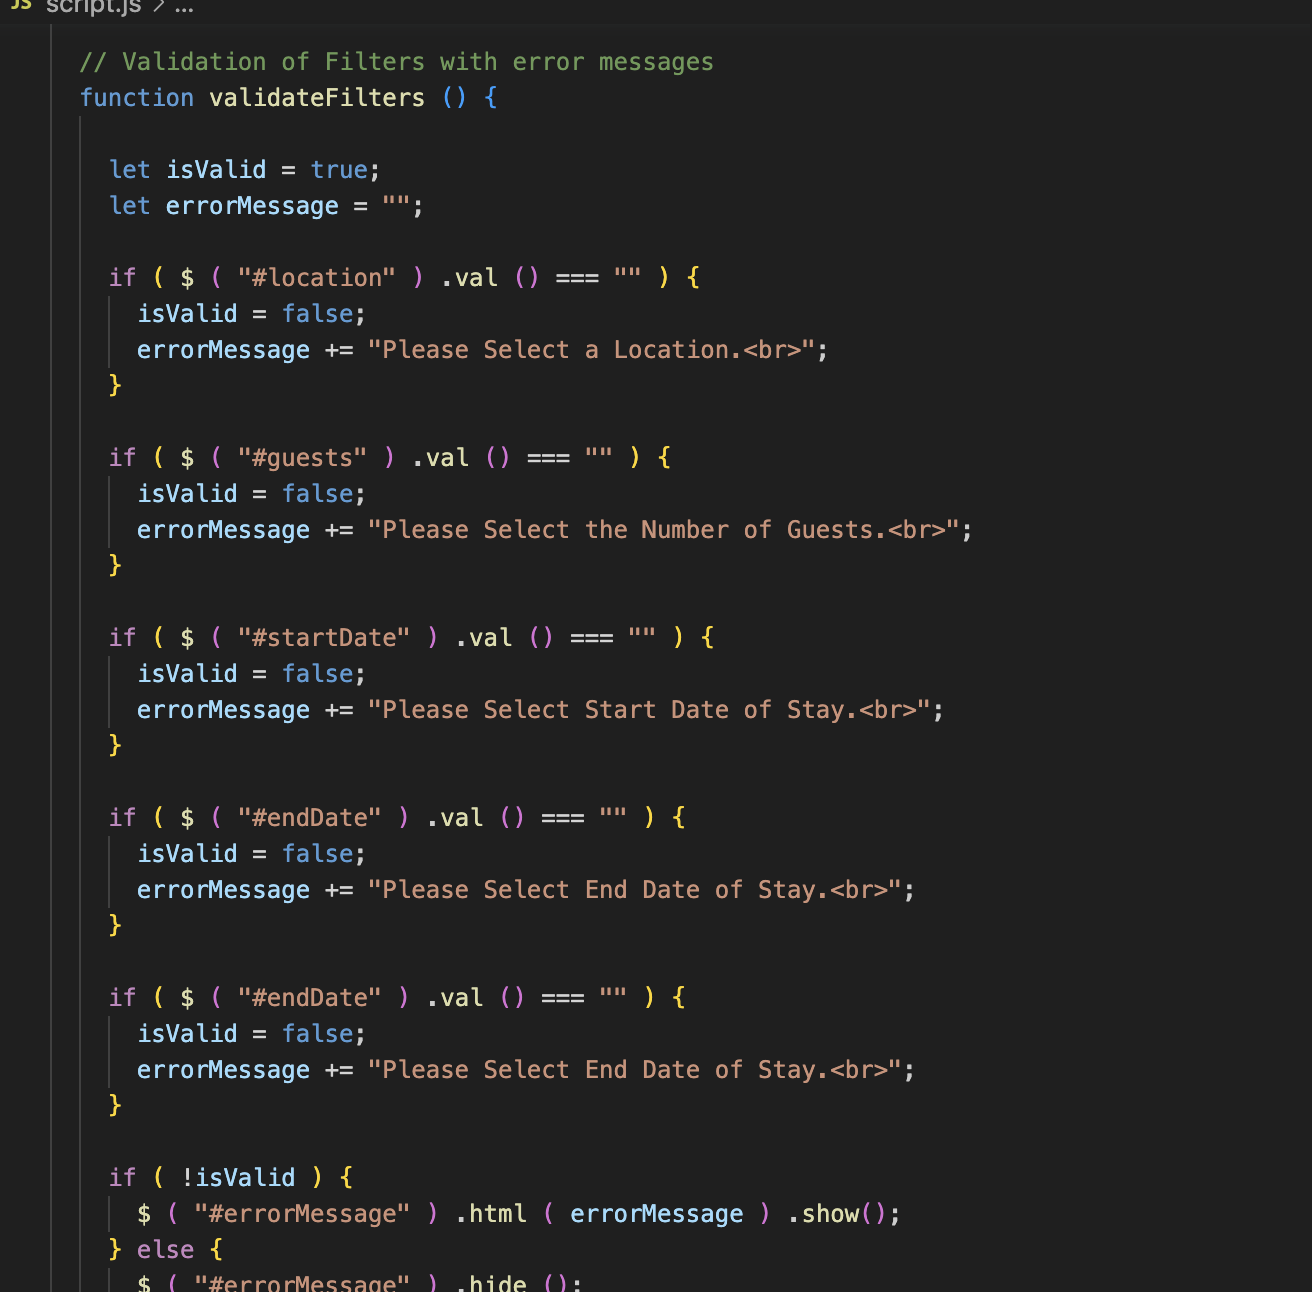 JS script.js > ...
// Validation of Filters with error messages
function validateFilters () {
let isValid = true;
let errorMessage = "";
if ( $ ( "#location" ) .val () === "" ) {
isValid = false;
errorMessage += "Please Select a Location.<br>";
}
if ( $ ( "#guests" ) .val () === "" ) {
isValid = false;
errorMessage += "Please Select the Number of Guests.<br>";
}
if ( $ ( "#startDate" ) .val () === "" ) {
isValid = false;
errorMessage += "Please Select Start Date of Stay.<br>";
}
if ( $ ( "#endDate" ) .val () === "" ) {
isValid = false;
errorMessage += "Please Select End Date of Stay.<br>";
}
if ( $ ( "#endDate" ) .val () === "" ) {
isValid = false;
errorMessage += "Please Select End Date of Stay.<br>";
}
if ( !isValid ) {
$ ( "#errorMessage" ) .html ( errorMessage ) .show();
} else {
$ ( "#errorMessage" ) .hide ();